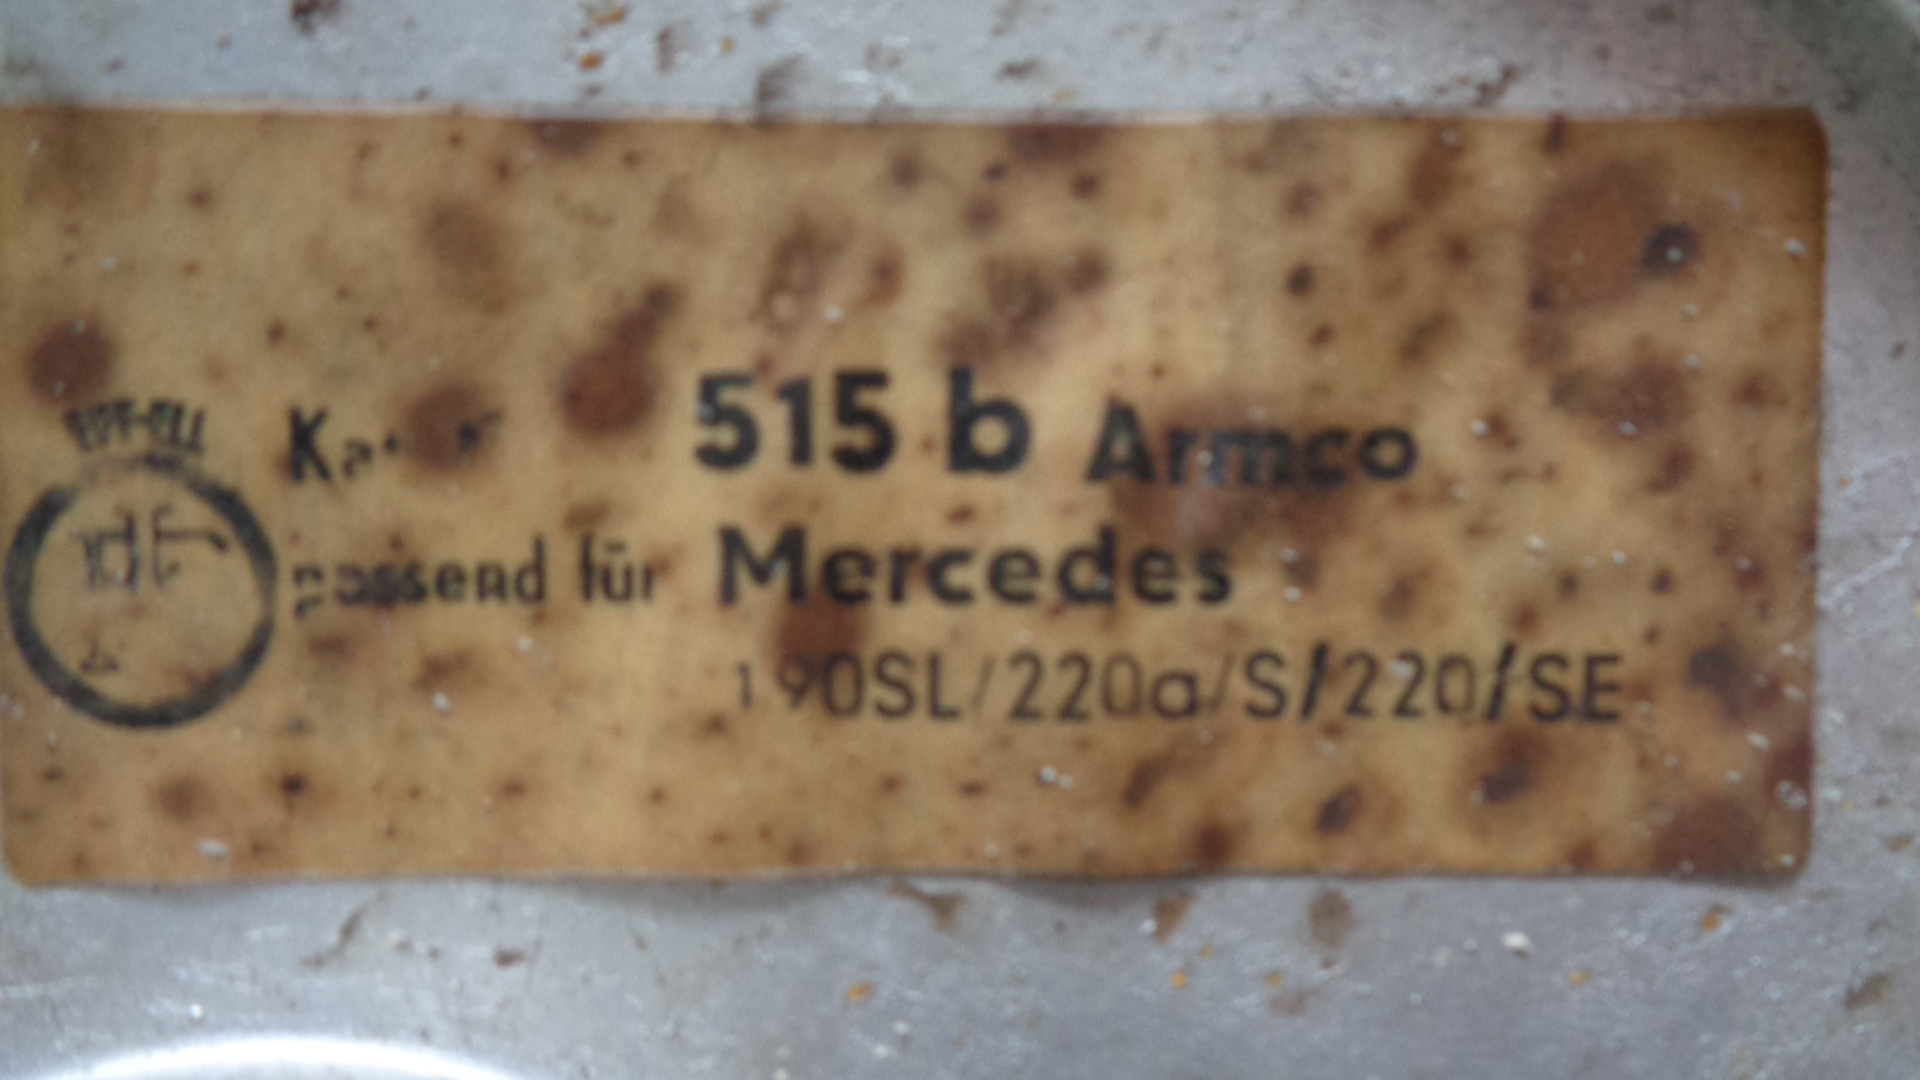 515 b Armco
passend für Mercedes
190SL/220a/S/220/SE